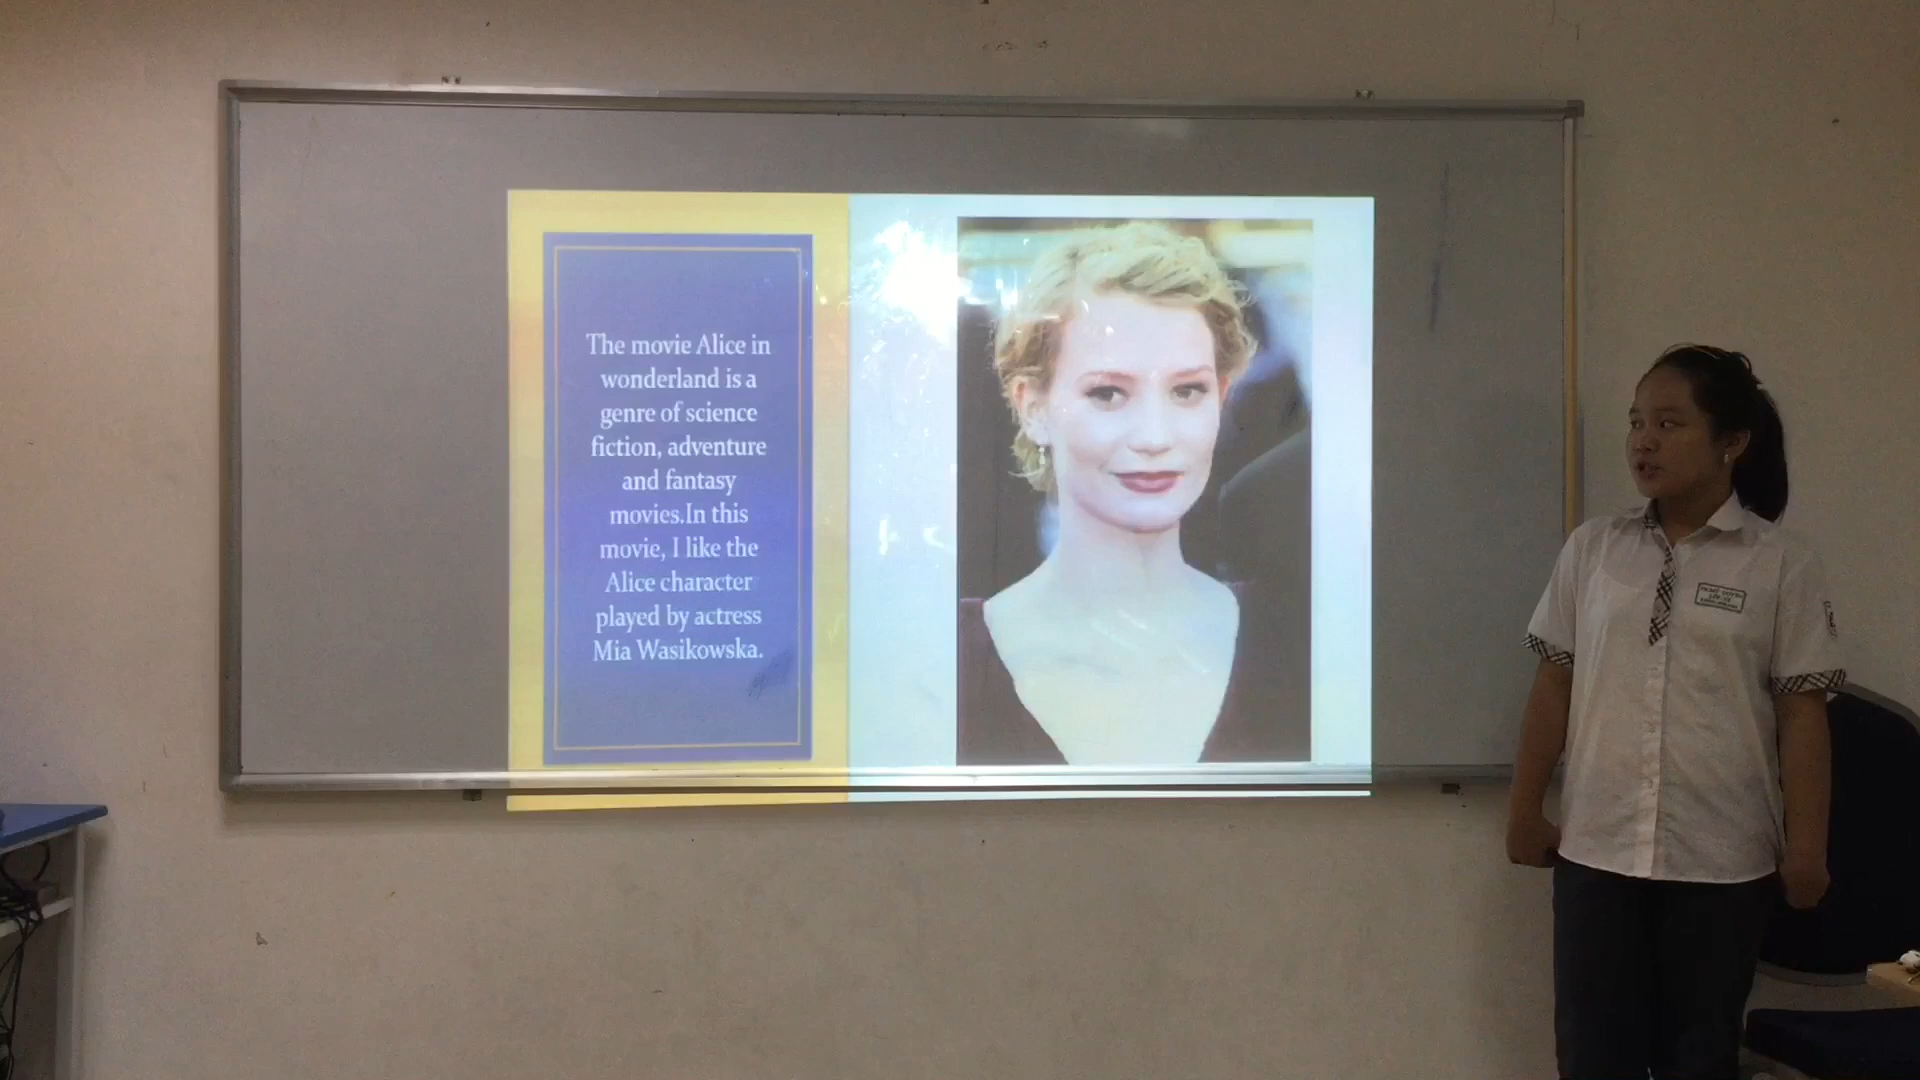 The movie Alice in
wonderland is a
genre of science
fiction, adventure
and fantasy
movies.In this
movie, I like the
Alice character
played by actress
Mia Wasikowska.